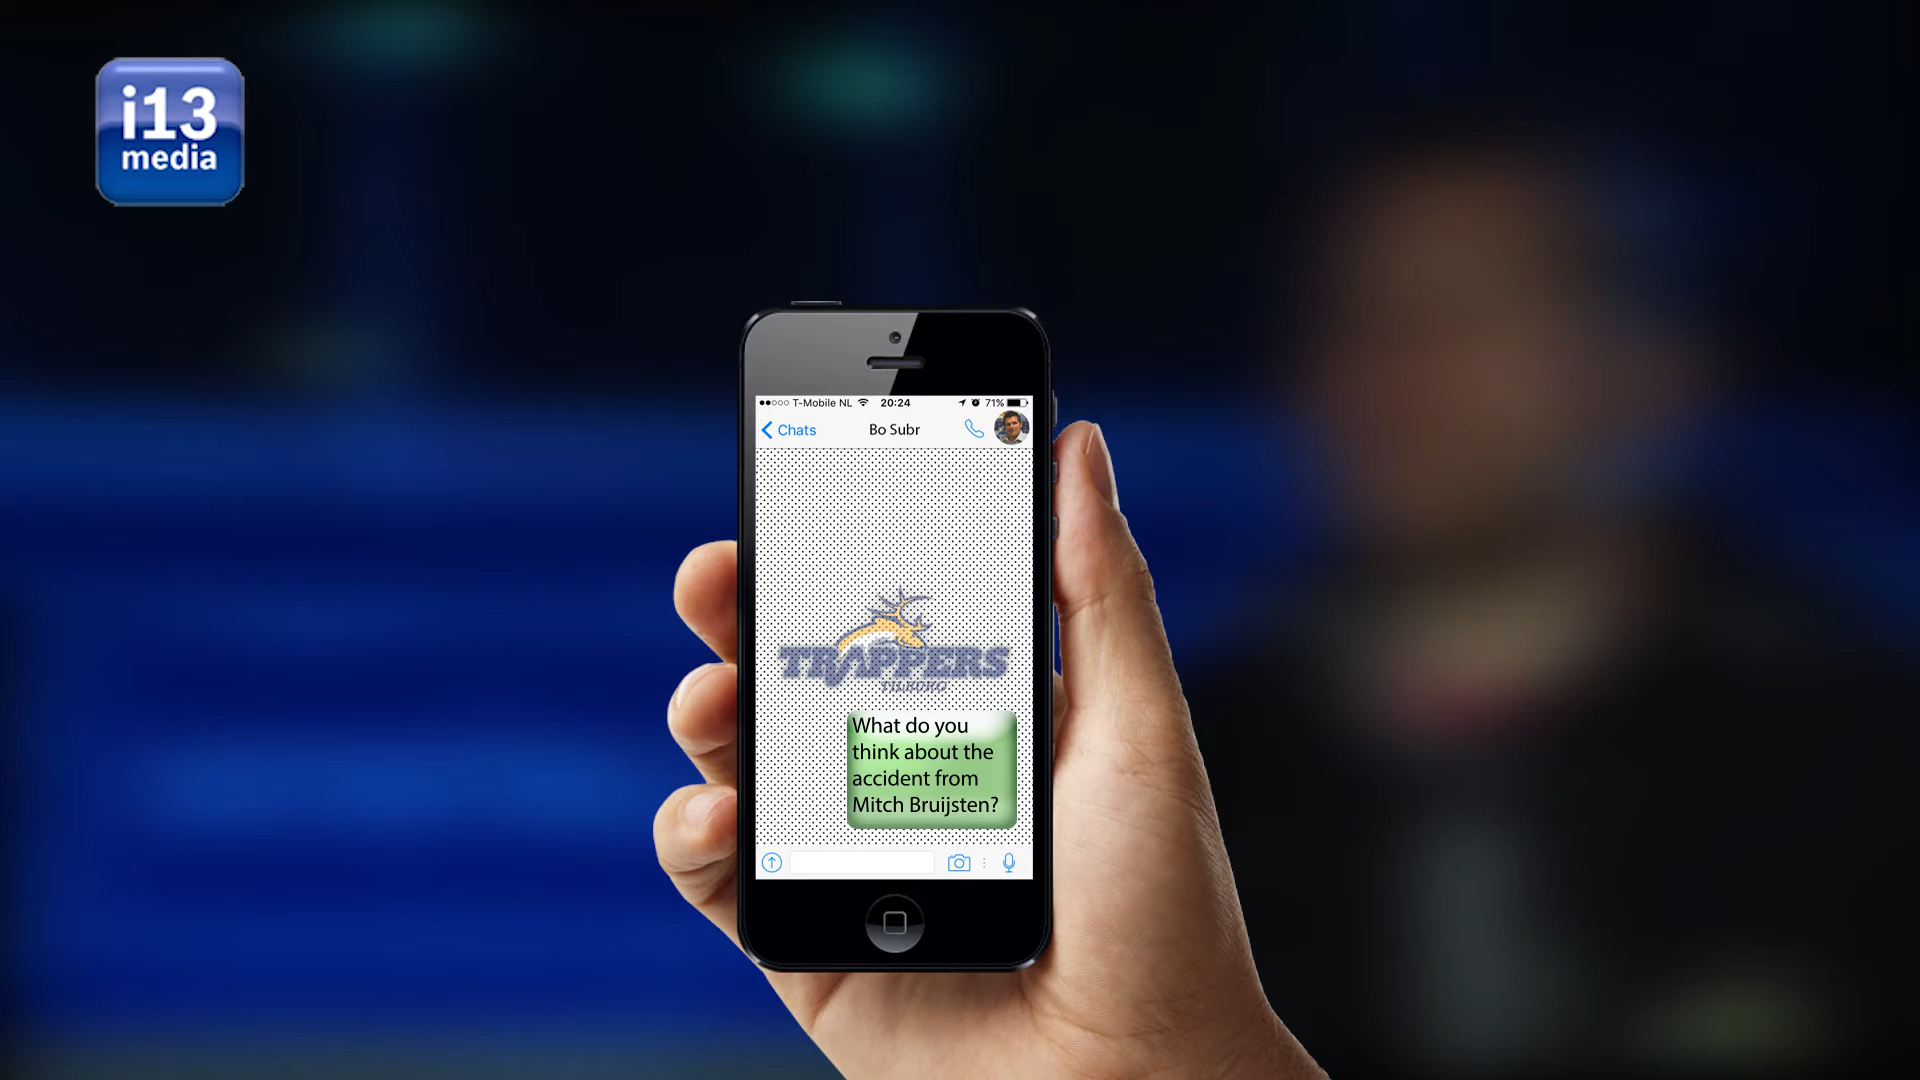 i13
media
T-Mobile NL 20:24 71%
Chats Bo Subr
TRAPPERS
TILBURG
What do you
think about the
accident from
Mitch Bruijsten?